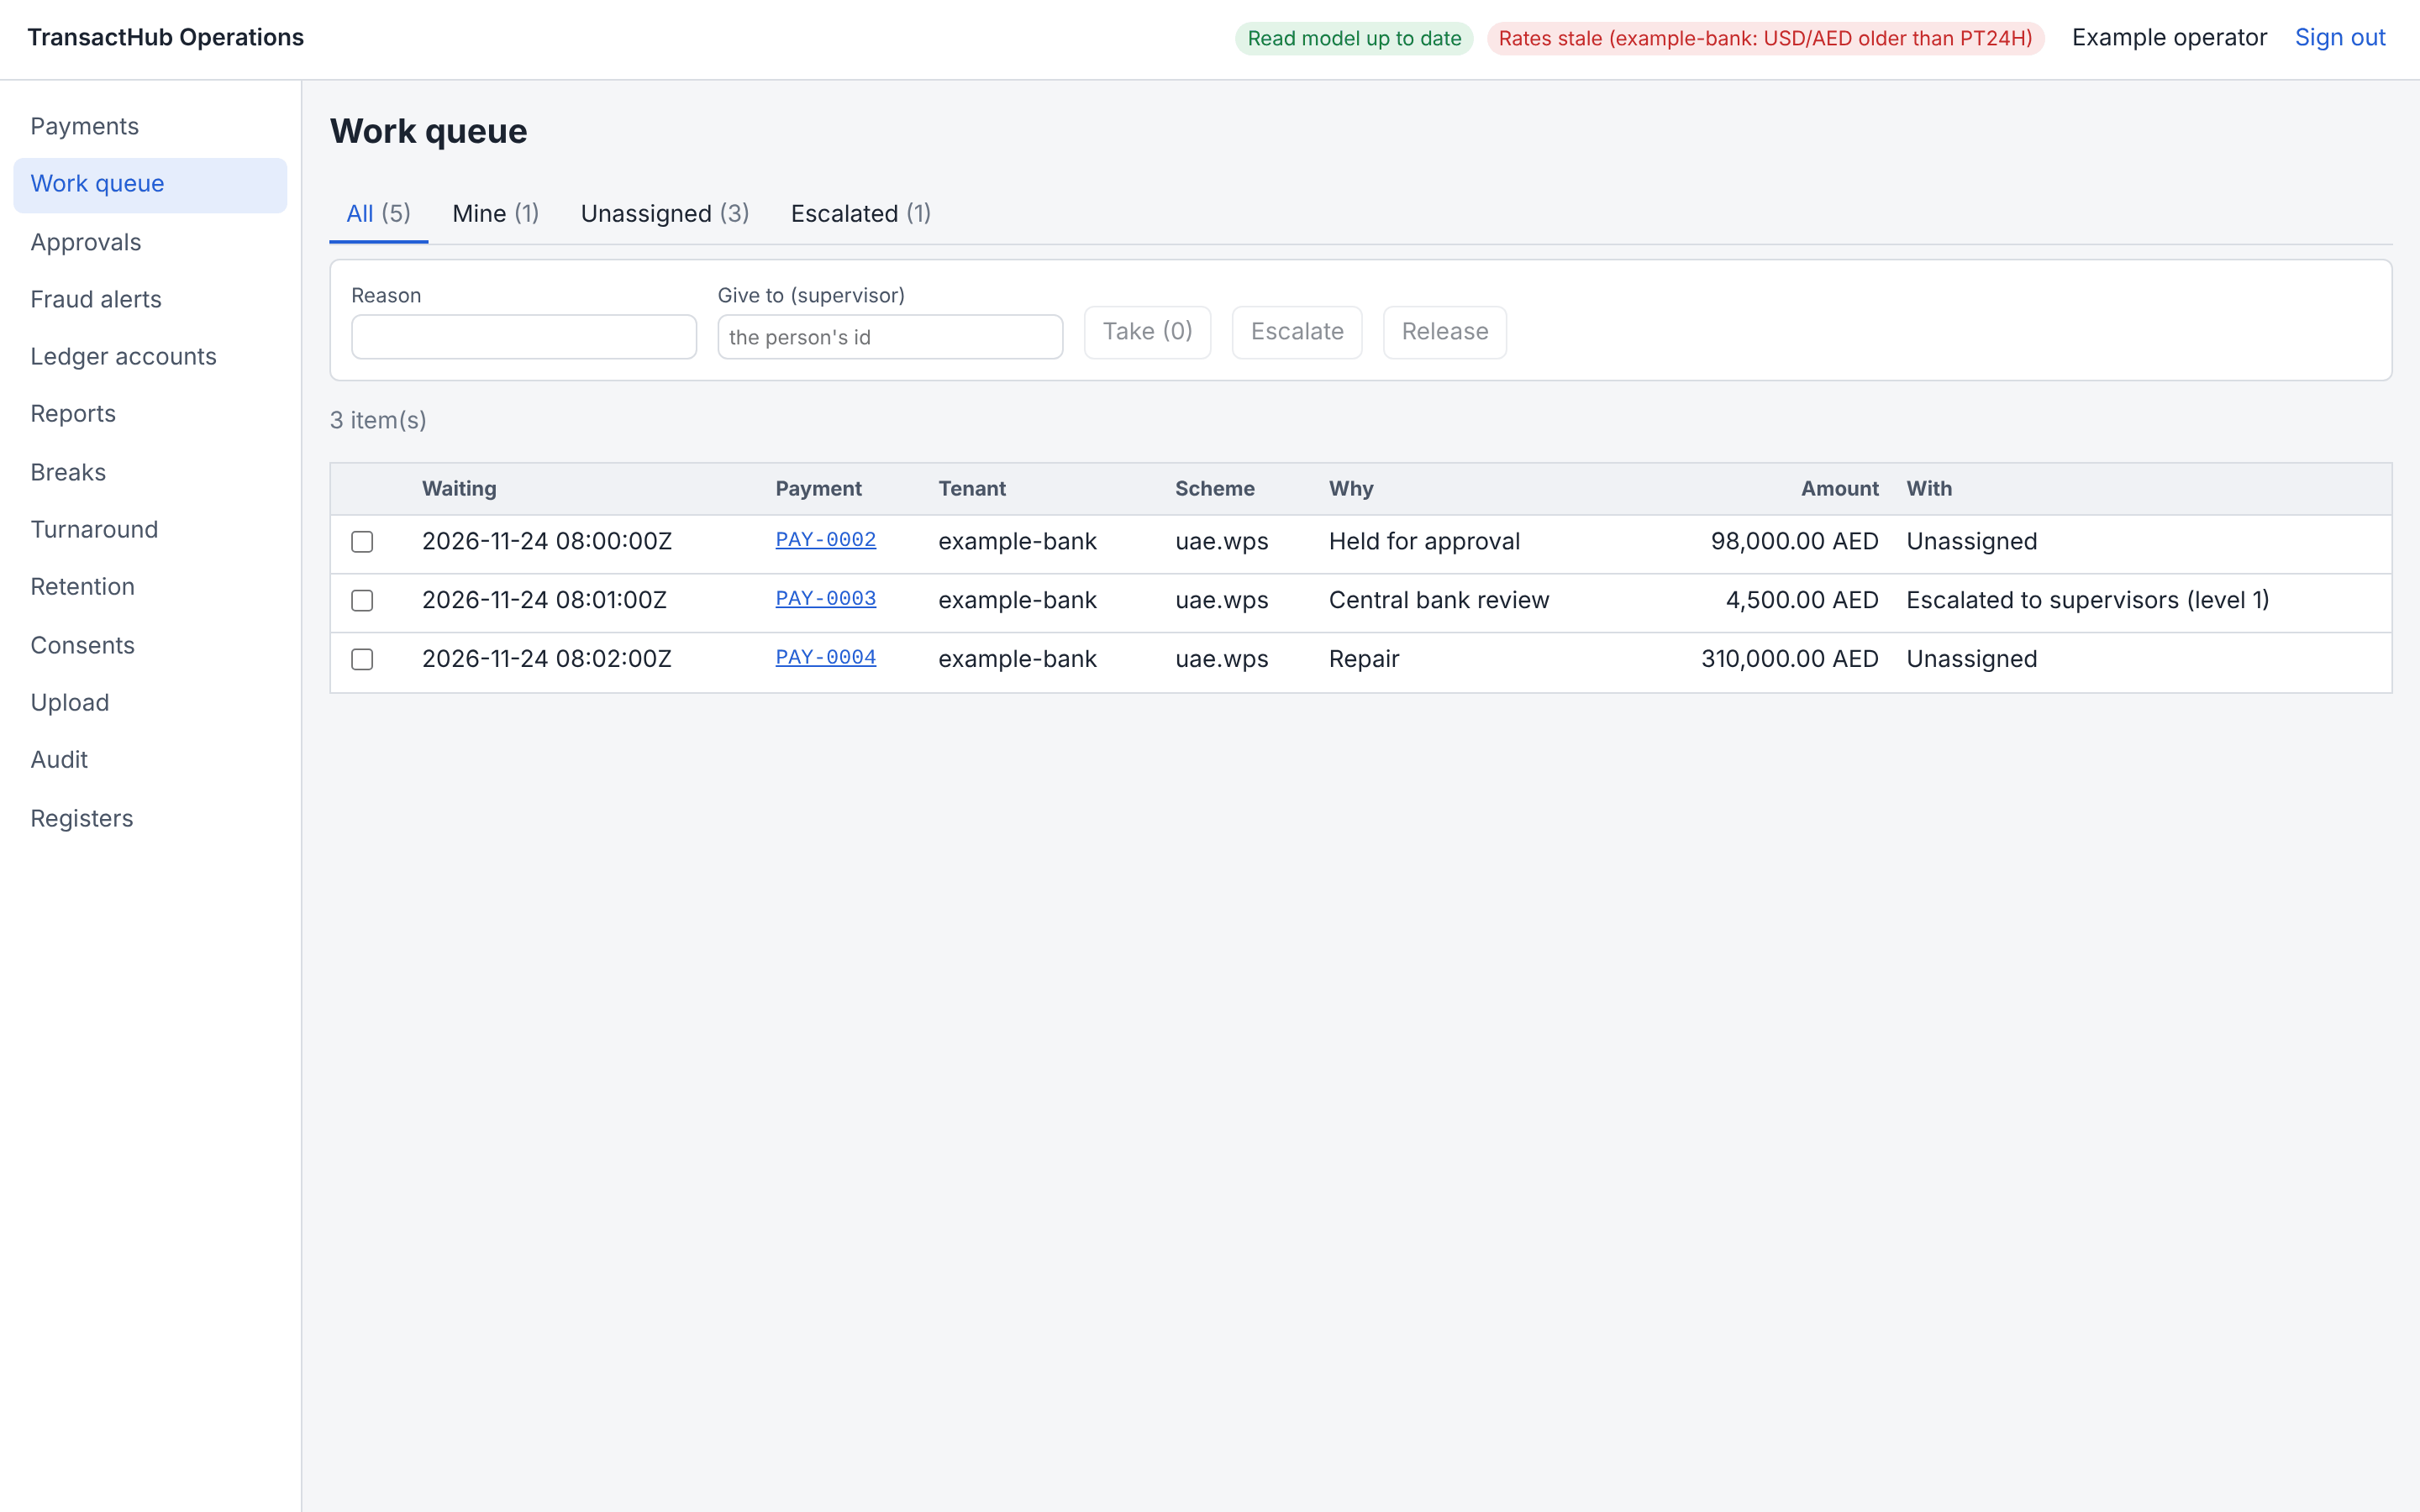 TransactHub Operations
Read model up to date
Rates stale (example-bank: USD/AED older than PT24H)
Example operator
Sign out
Payments
Work queue
Approvals
Fraud alerts
Ledger accounts
Reports
Breaks
Turnaround
Retention
Consents
Upload
Audit
Registers
Work queue
All (5) Mine (1) Unassigned (3) Escalated (1)
Reason
Give to (supervisor)
the person's id
Take (0)
Escalate
Release
3 item(s)
Waiting Payment Tenant Scheme Why Amount With
2026-11-24 08:00:00Z PAY-0002 example-bank uae.wps Held for approval 98,000.00 AED Unassigned
2026-11-24 08:01:00Z PAY-0003 example-bank uae.wps Central bank review 4,500.00 AED Escalated to supervisors (level 1)
2026-11-24 08:02:00Z PAY-0004 example-bank uae.wps Repair 310,000.00 AED Unassigned